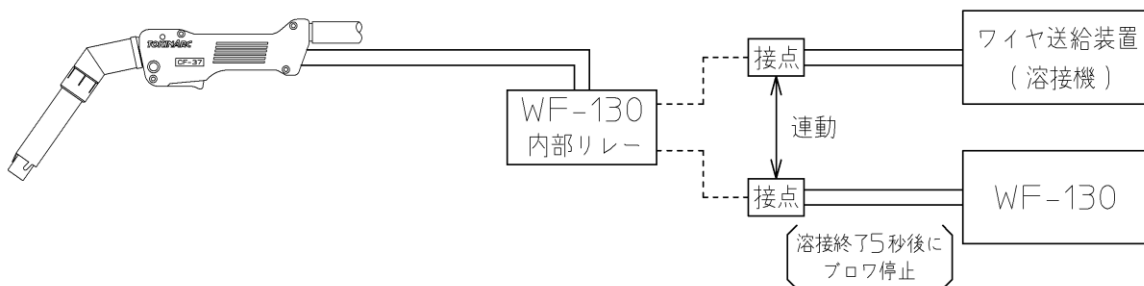 TOKINARC
CF-37
WF-130
内部リレー
接点
ワイヤ送給装置
(溶接機)
連動
接点
WF-130
溶接終了5秒後に
ブロワ停止